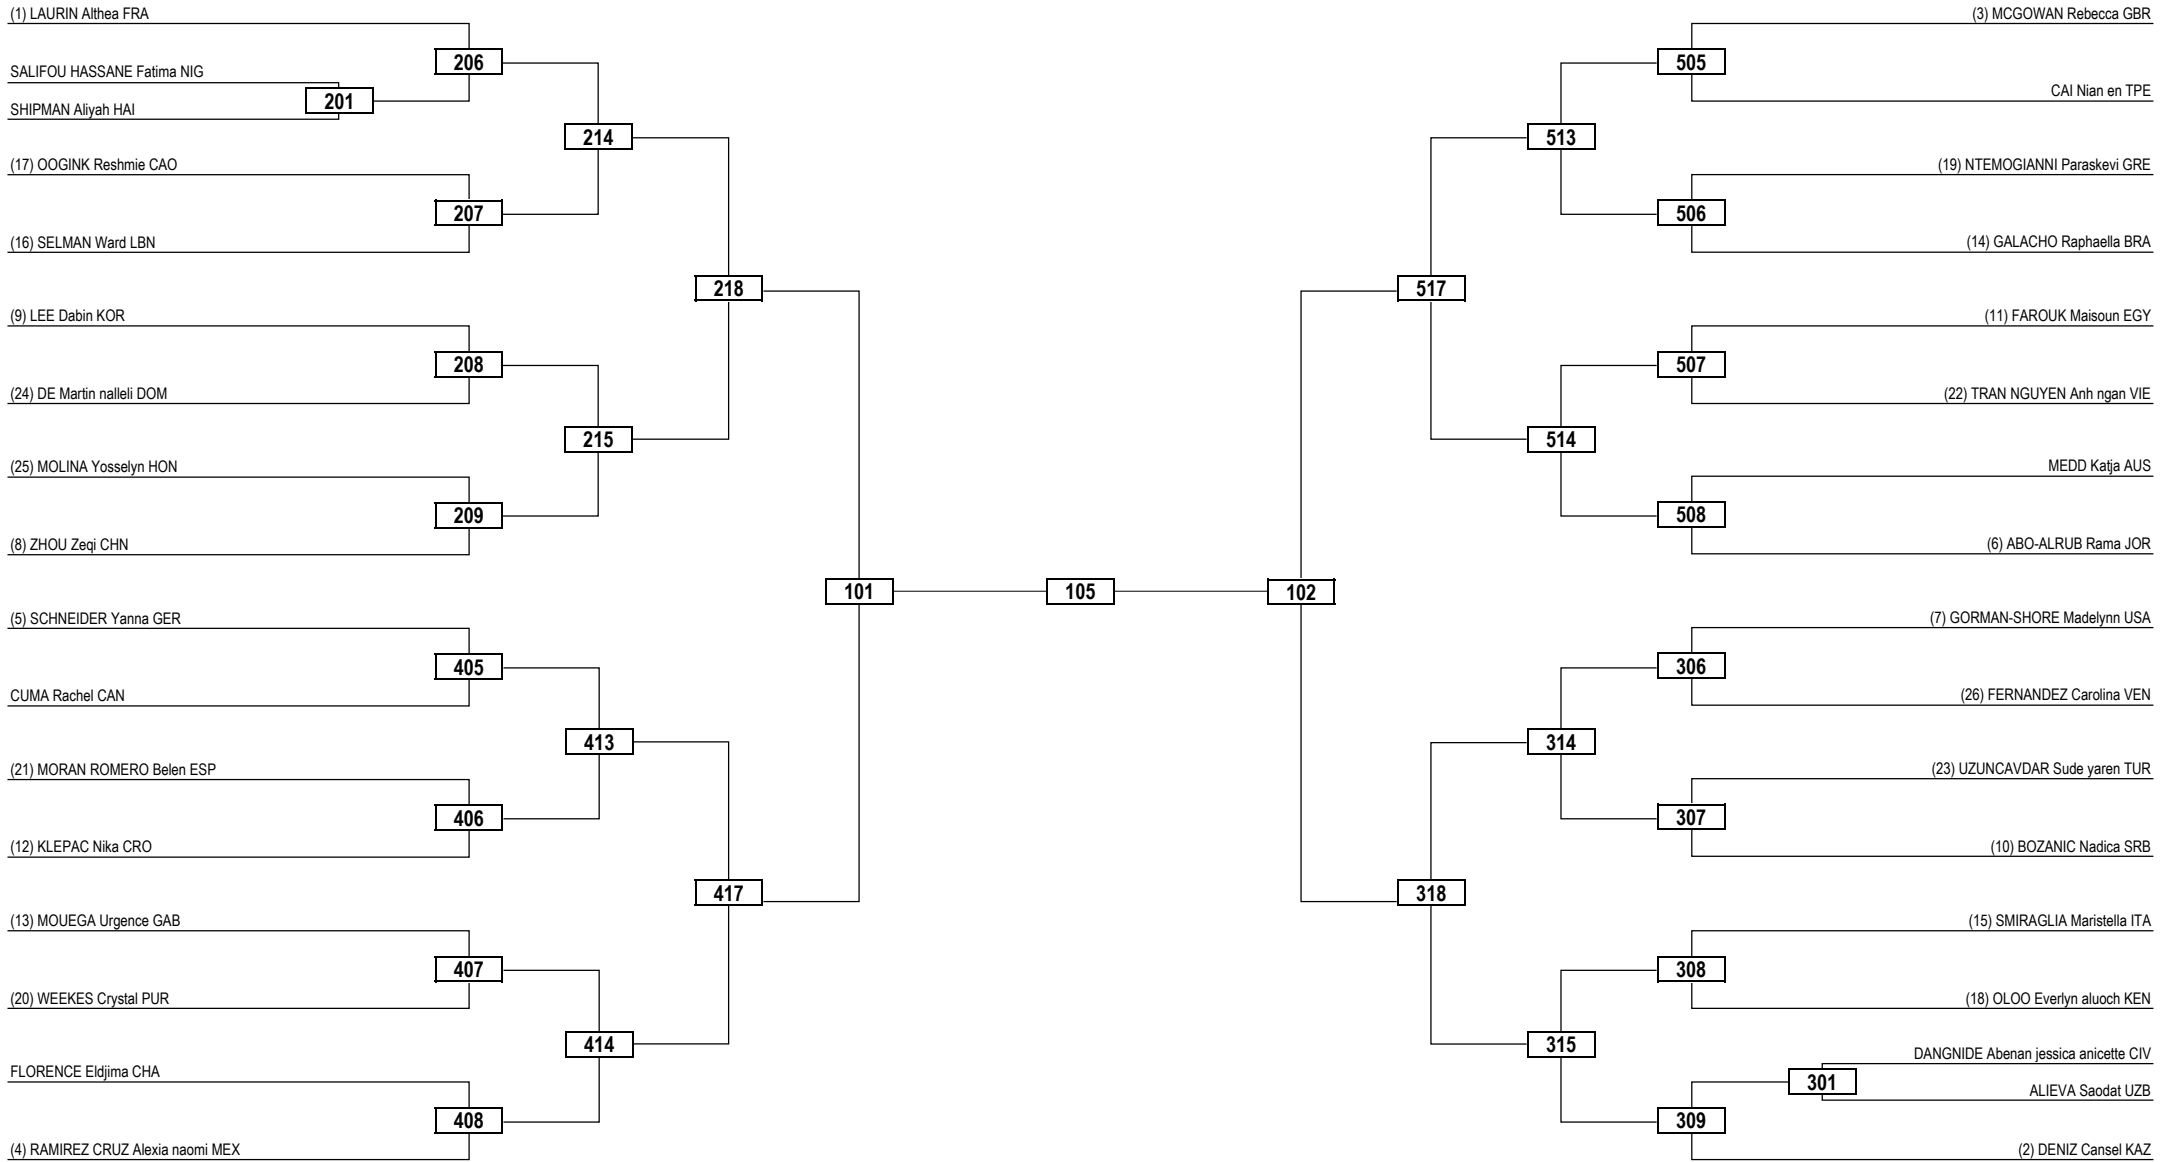 (1) LAURIN Althea FRA
SALIFOU HASSANE Fatima NIG
SHIPMAN Aliyah HAI
(17) OOGINK Reshmie CAO
(16) SELMAN Ward LBN
(9) LEE Dabin KOR
(24) DE Martin nalleli DOM
(25) MOLINA Yosselyn HON
(8) ZHOU Zeqi CHN
(5) SCHNEIDER Yanna GER
CUMA Rachel CAN
(21) MORAN ROMERO Belen ESP
(12) KLEPAC Nika CRO
(13) MOUEGA Urgence GAB
(20) WEEKES Crystal PUR
FLORENCE Eldjima CHA
(4) RAMIREZ CRUZ Alexia naomi MEX
201
206
207
208
209
405
406
407
408
214
215
413
414
218
417
101
105
102
517
318
513
514
314
315
505
506
507
508
306
307
308
309
301
(3) MCGOWAN Rebecca GBR
CAI Nian en TPE
(19) NTEMOGIANNI Paraskevi GRE
(14) GALACHO Raphaella BRA
(11) FAROUK Maisoun EGY
(22) TRAN NGUYEN Anh ngan VIE
MEDD Katja AUS
(6) ABO-ALRUB Rama JOR
(7) GORMAN-SHORE Madelynn USA
(26) FERNANDEZ Carolina VEN
(23) UZUNCAVDAR Sude yaren TUR
(10) BOZANIC Nadica SRB
(15) SMIRAGLIA Maristella ITA
(18) OLOO Everlyn aluoch KEN
DANGNIDE Abenan jessica anicette CIV
ALIEVA Saodat UZB
(2) DENIZ Cansel KAZ